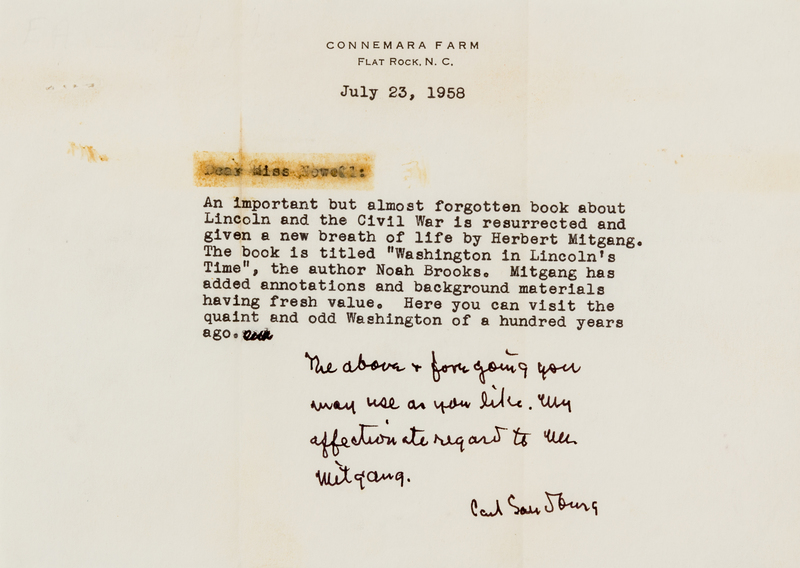 CONNEMARA FARM
FLAT ROCK, N. C.
July 23, 1958
Dear Miss Nowell:
An important but almost forgotten book about
Lincoln and the Civil War is resurrected and
given a new breath of life by Herbert Mitgang.
The book is titled "Washington in Lincoln's
Time", the author Noah Brooks. Mitgang has
added annotations and background materials
having fresh value. Here you can visit the
quaint and odd Washington of a hundred years
ago.
The above + fore going you
may use as you like. My
affectionate regard to
Mitgang.
Carl Sandburg